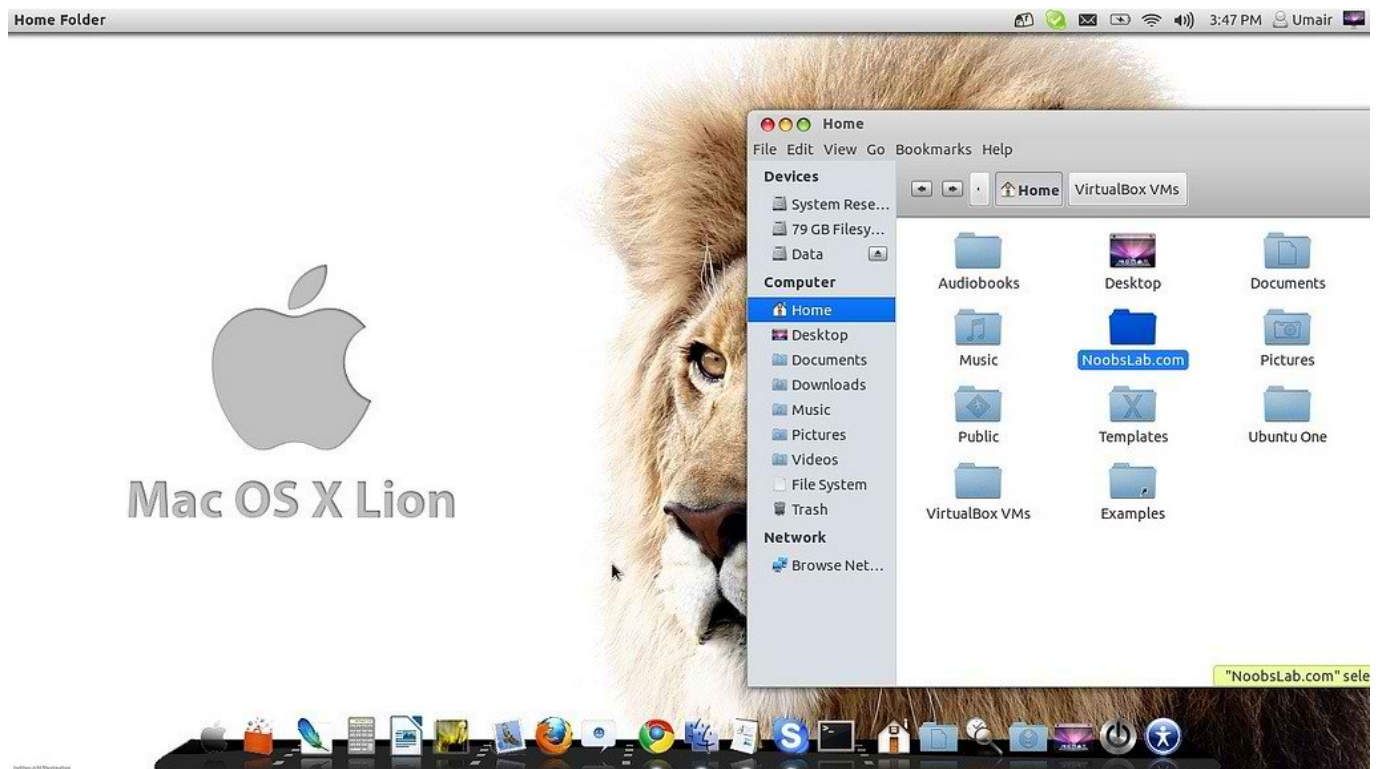 Home Folder
3:47 PM
Umair
Mac OS X Lion
Home
File Edit View Go Bookmarks Help
Devices
System Rese...
79 GB Filesy...
Data
Computer
Home
Desktop
Documents
Downloads
Music
Pictures
Videos
File System
Trash
Network
Browse Net...
Home
VirtualBox VMs
Audiobooks
Desktop
Documents
Music
NoobsLab.com
Pictures
Public
Templates
Ubuntu One
VirtualBox VMs
Examples
"NoobsLab.com" sele